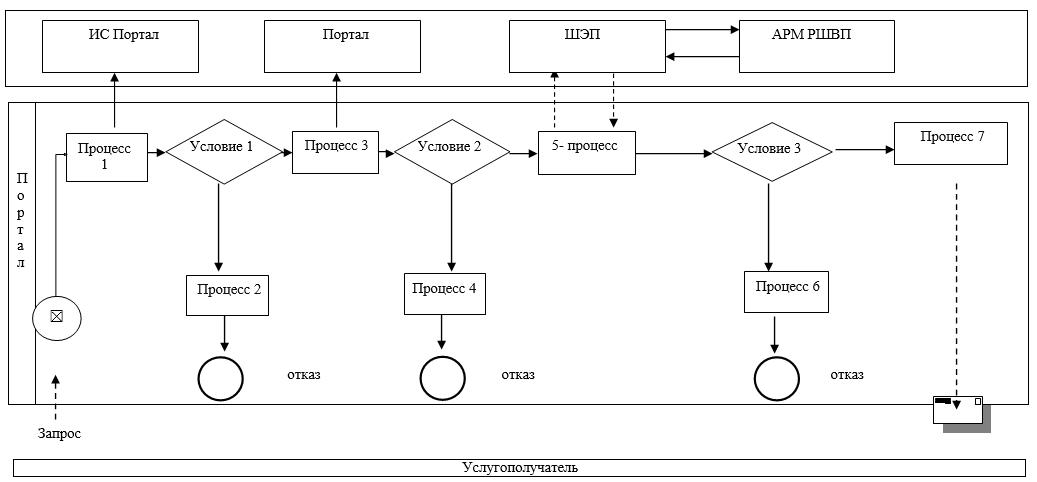 ИС Портал
Портал
ШЭП
АРМ РШВП
Портал
Процесс
1
Условие 1
Процесс 3
Условие 2
5- процесс
Условие 3
Процесс 7
Процесс 2
Процесс 4
Процесс 6
отказ
отказ
отказ
Запрос
Услугополучатель